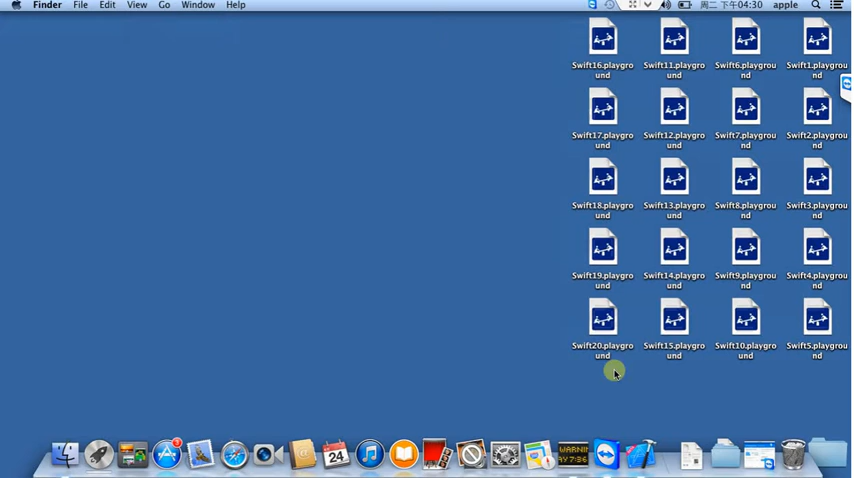 Finder File Edit View Go Window Help
周二 下午04:30 apple
Swift16.playgro
und
Swift11.playgro
und
Swift6.playgrou
nd
Swift1.playgrou
nd
Swift17.playgro
und
Swift12.playgro
und
Swift7.playgrou
nd
Swift2.playgrou
nd
Swift18.playgro
und
Swift13.playgro
und
Swift8.playgrou
nd
Swift3.playgrou
nd
Swift19.playgro
und
Swift14.playgro
und
Swift9.playgrou
nd
Swift4.playgrou
nd
Swift20.playgro
und
Swift15.playgro
und
Swift10.playgro
und
Swift5.playgrou
nd
24